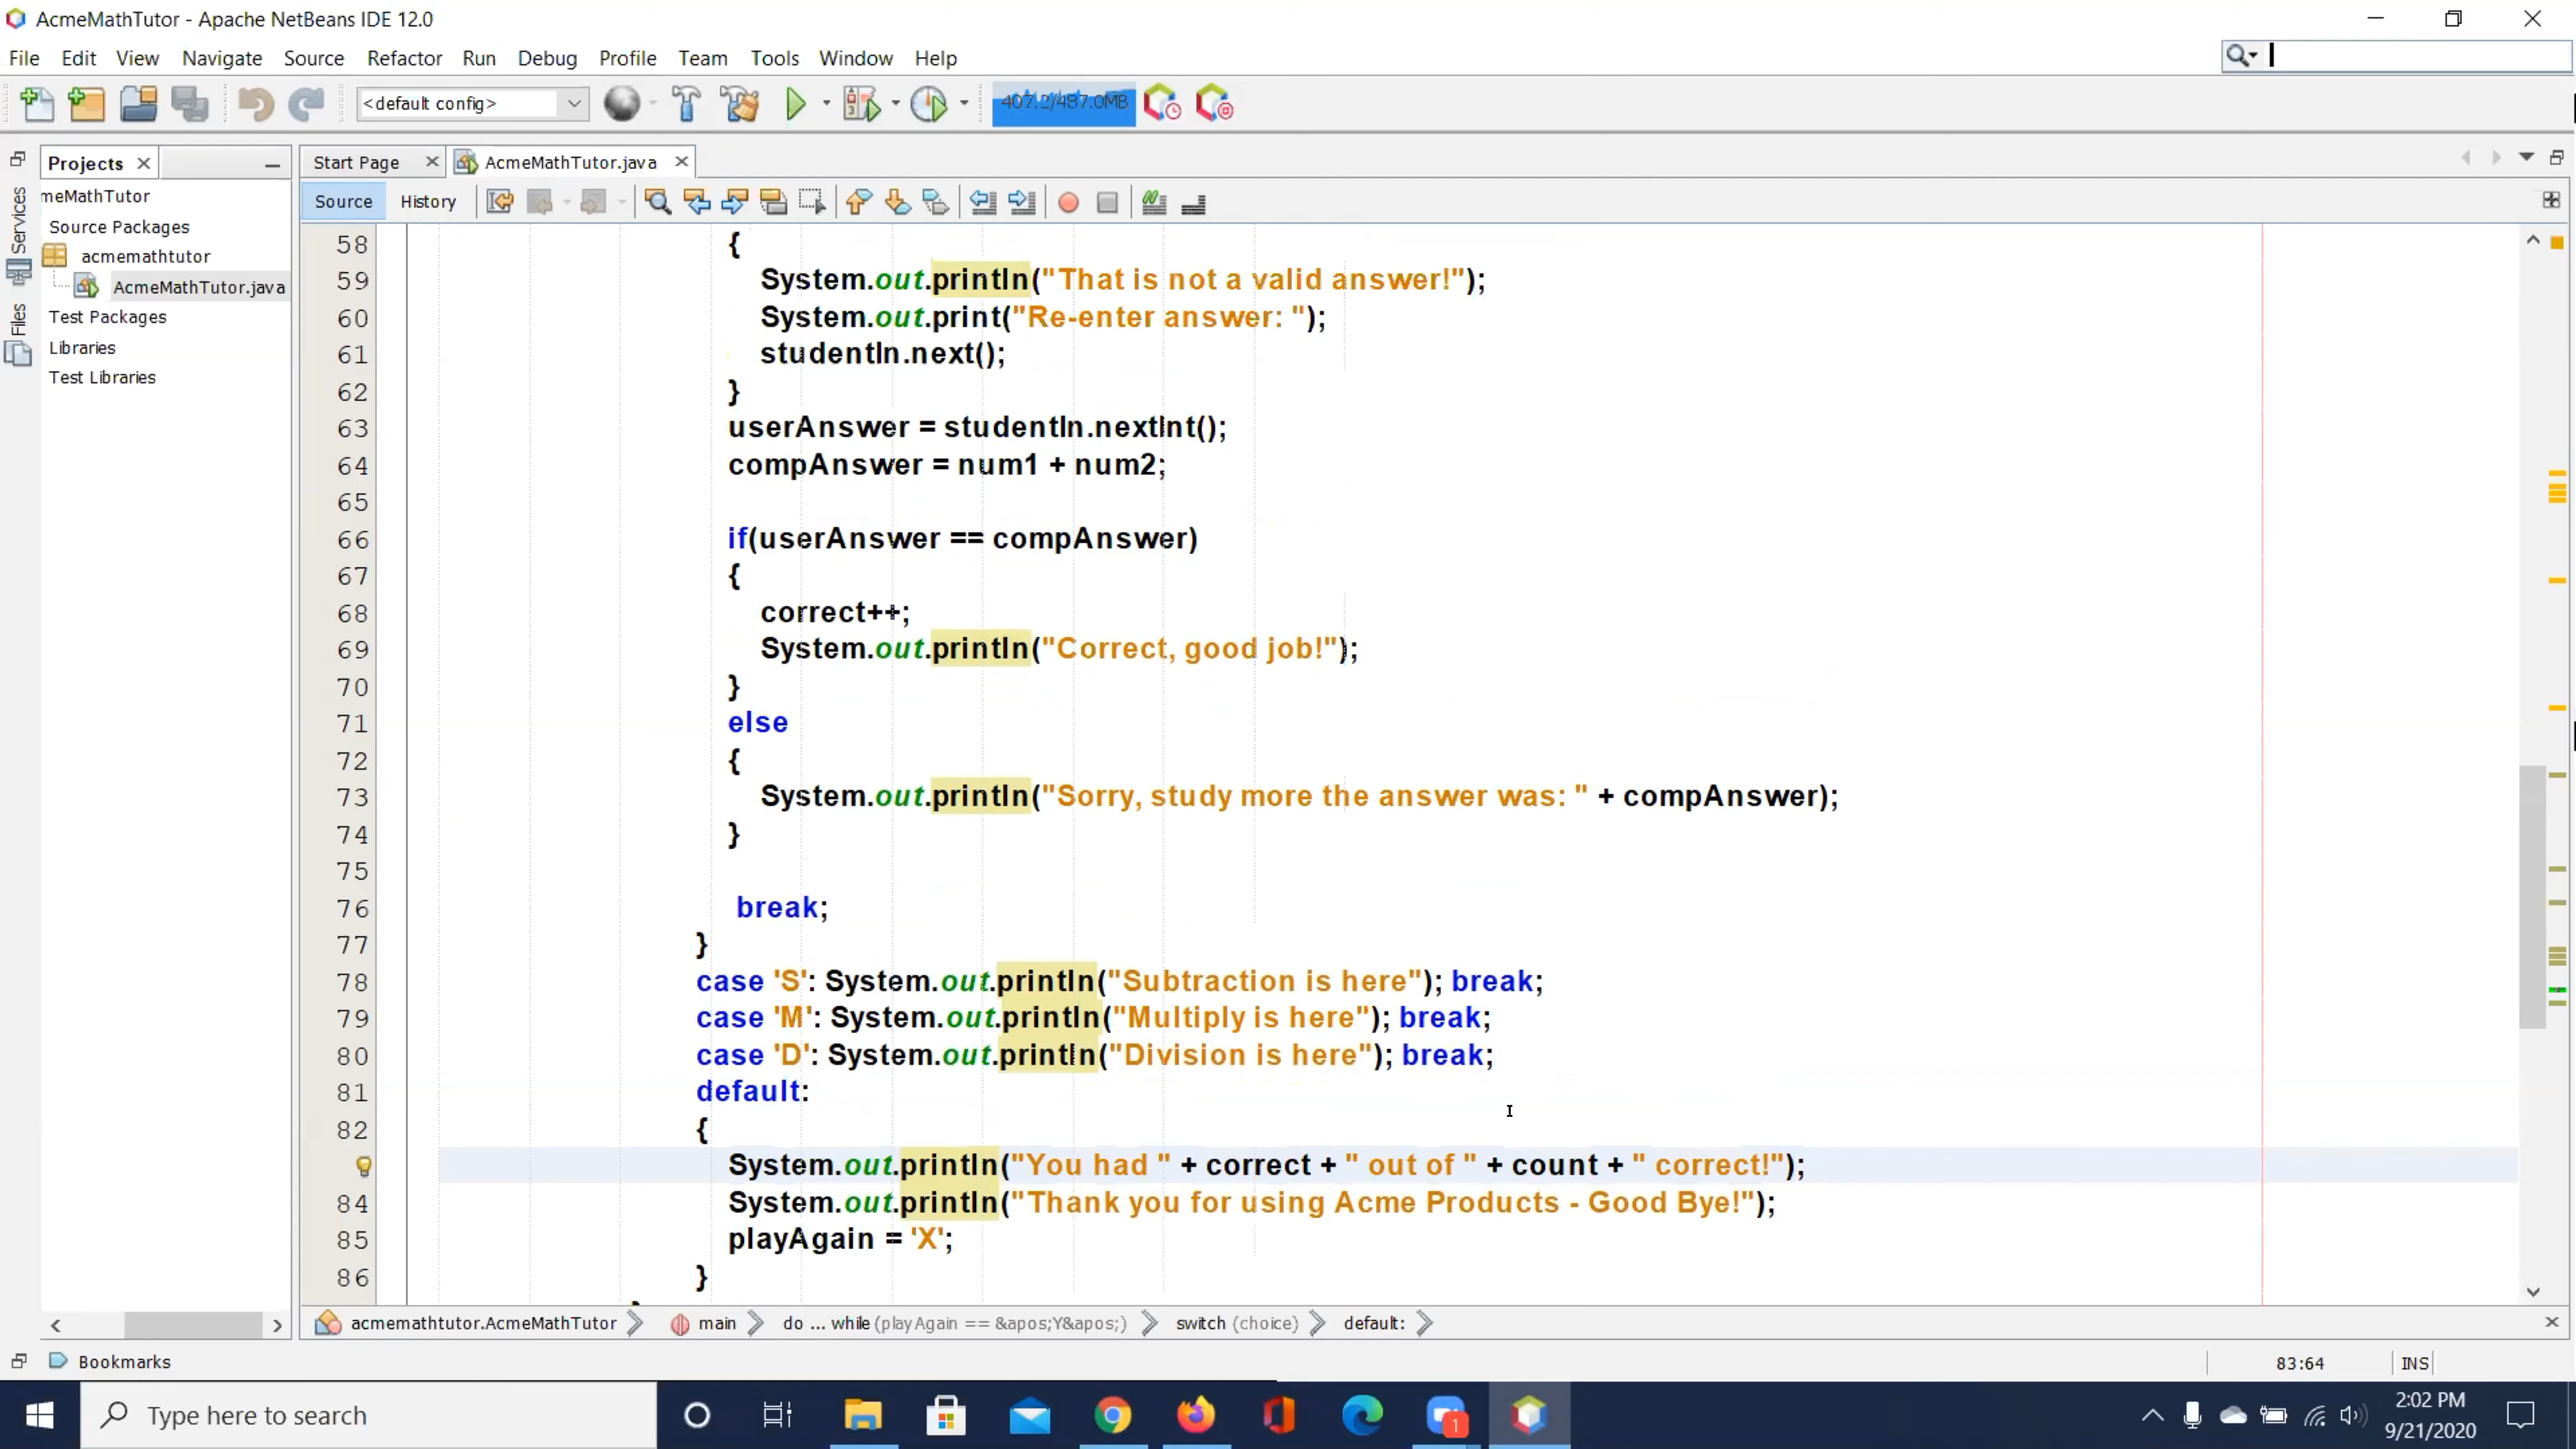 AcmeMathTutor - Apache NetBeans IDE 12.0
File Edit View Navigate Source Refactor Run Debug Profile Team Tools Window Help
<default config> 407.2/487.0MB
Projects Start Page AcmeMathTutor.java
Services
Files
meMathTutor
Source Packages
acmemathtutor
AcmeMathTutor.java
Test Packages
Libraries
Test Libraries
Source History
58 {
59 System.out.println("That is not a valid answer!");
60 System.out.print("Re-enter answer: ");
61 studentIn.next();
62 }
63 userAnswer = studentIn.nextInt();
64 compAnswer = num1 + num2;
65
66 if(userAnswer == compAnswer)
67 {
68 correct++;
69 System.out.println("Correct, good job!");
70 }
71 else
72 {
73 System.out.println("Sorry, study more the answer was: " + compAnswer);
74 }
75
76 break;
77 }
78 case 'S': System.out.println("Subtraction is here"); break;
79 case 'M': System.out.println("Multiply is here"); break;
80 case 'D': System.out.println("Division is here"); break;
81 default:
82 {
System.out.println("You had " + correct + " out of " + count + " correct!");
84 System.out.println("Thank you for using Acme Products - Good Bye!");
85 playAgain = 'X';
86 }
acmemathtutor.AcmeMathTutor main do ... while (playAgain == &apos;Y&apos;) switch (choice) default:
Bookmarks 83:64 INS
Type here to search
1
2:02 PM
9/21/2020